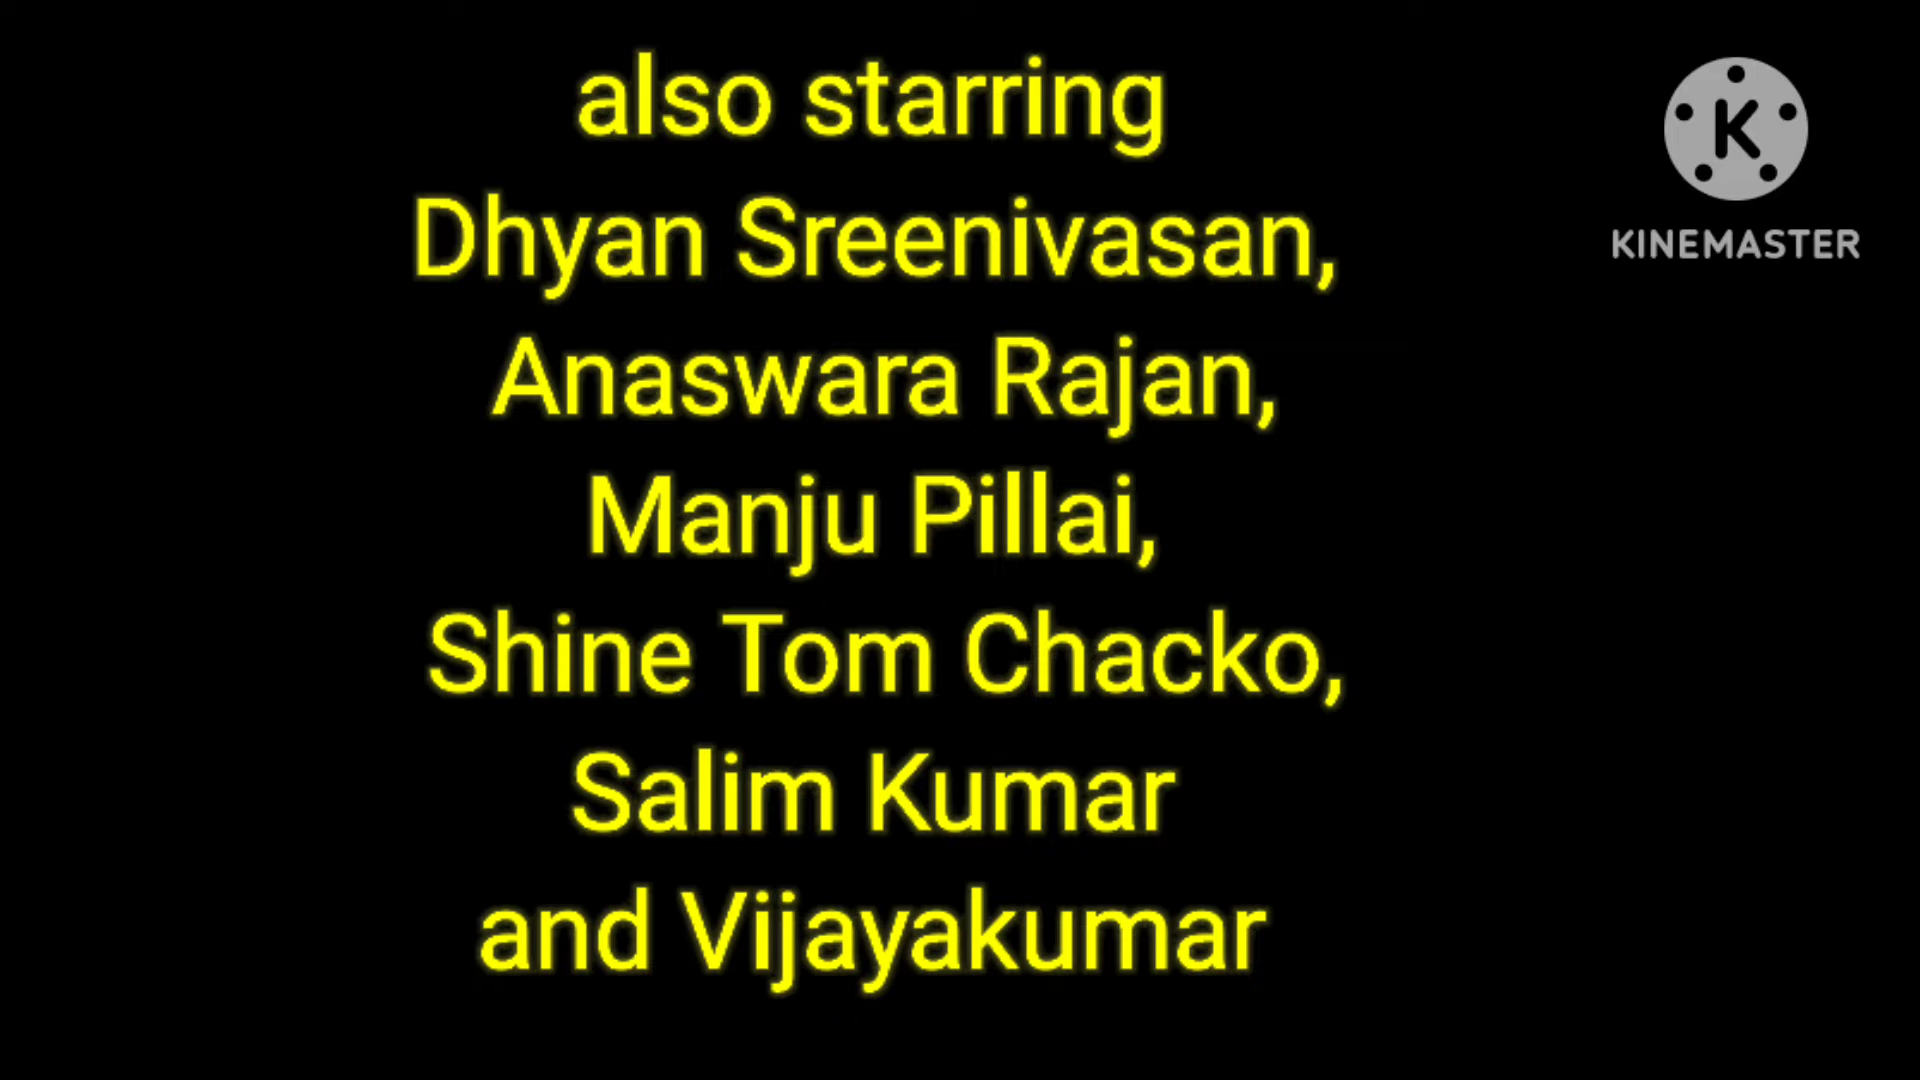 also starring
Dhyan Sreenivasan,
Anaswara Rajan,
Manju Pillai,
Shine Tom Chacko,
Salim Kumar
and Vijayakumar
K
KINEMASTER